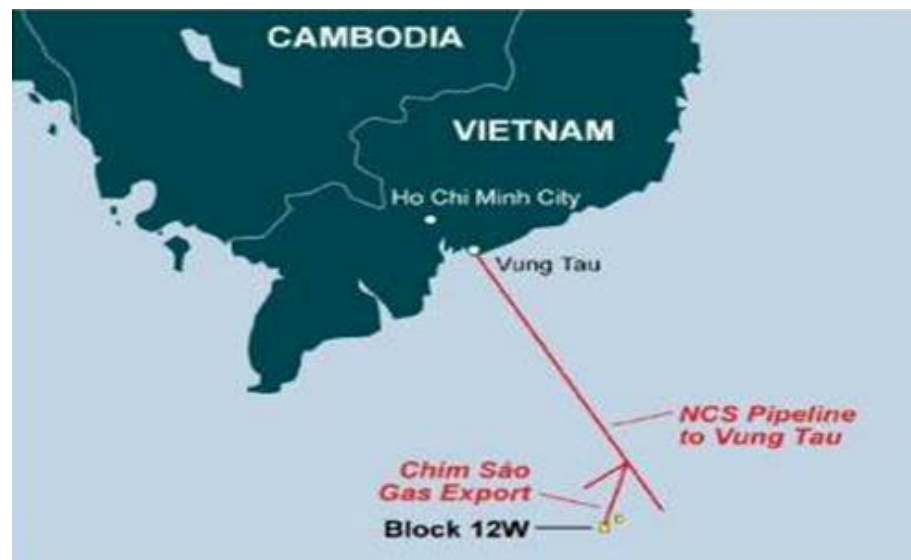 CAMBODIA
VIETNAM
Ho Chi Minh City
Vung Tau
NCS Pipeline
to Vung Tau
Chim Sáo
Gas Export
Block 12W